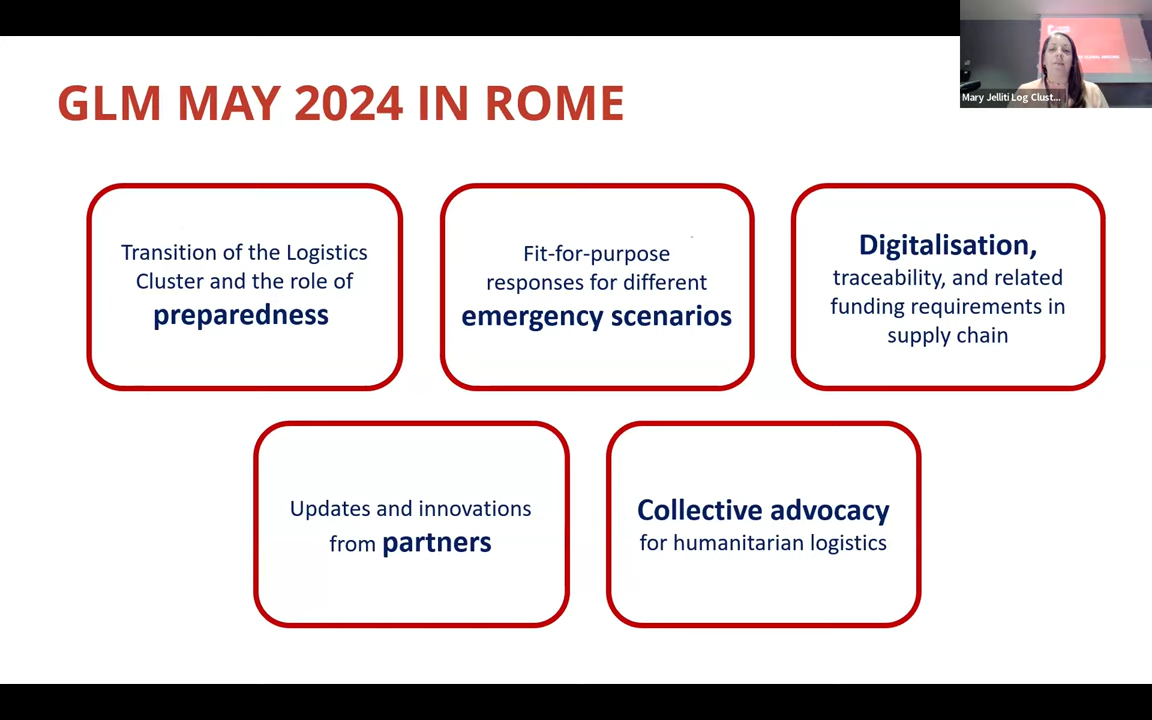 GLM MAY 2024 IN ROME
Mary Jelliti Log Clust...
Transition of the Logistics
Cluster and the role of
preparedness
Fit-for-purpose
responses for different
emergency scenarios
Digitalisation,
traceability, and related
funding requirements in
supply chain
Updates and innovations
from partners
Collective advocacy
for humanitarian logistics